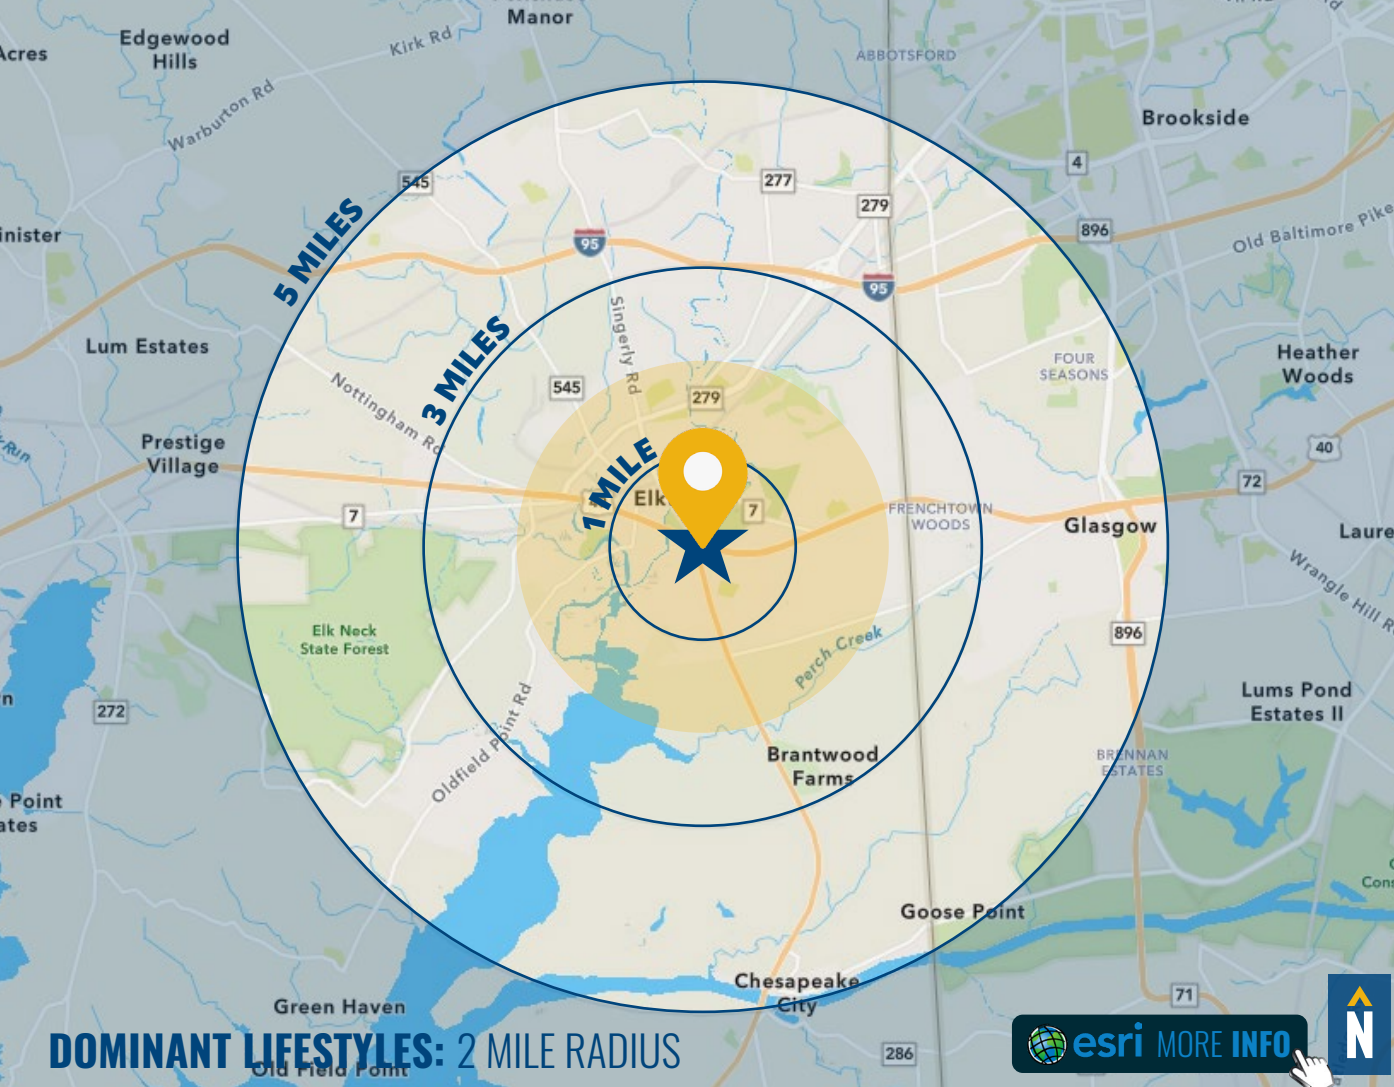 Manor
Edgewood
Hills
Acres
Kirk Rd
ABBOTSFORD
Warburton Rd
Brookside
4
545
277
279
5 MILES
inister
95
896
Old Baltimore Pike
95
Singerly Rd
3 MILES
Lum Estates
Heather
Woods
FOUR
SEASONS
Nottingham Rd
545
279
Prestige
Village
Run
1 MILE
40
72
Elk
7
7
FRENCHTOWN
WOODS
Glasgow
Laure
Wrangle Hill R
Elk Neck
State Forest
Perch Creek
896
272
Oldfield Point Rd
Lums Pond
Estates II
Brantwood
Farms
BRENNAN
ESTATES
Point
ates
Cons
Goose Point
Chesapeake
City
71
Green Haven
DOMINANT LIFESTYLES: 2 MILE RADIUS
Old Field Point
286
esri MORE INFO
N